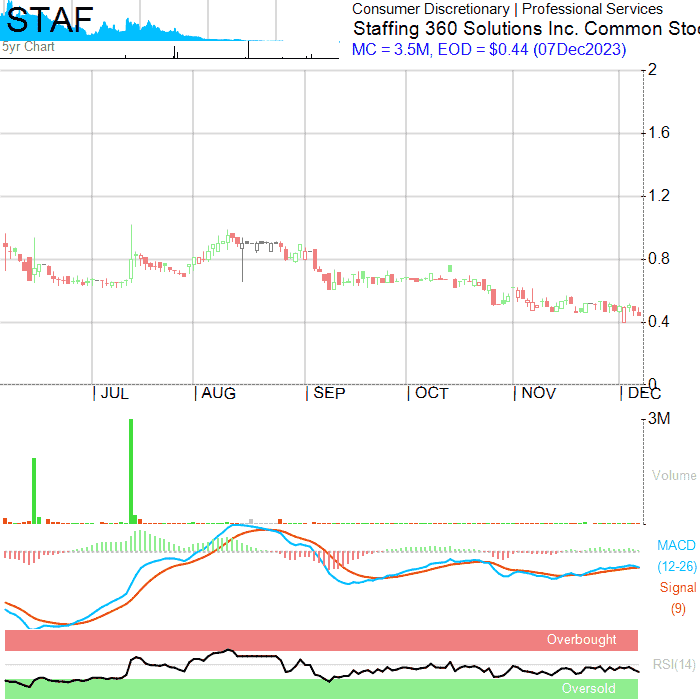 STAF
5yr Chart
Consumer Discretionary | Professional Services
Staffing 360 Solutions Inc. Common Stoc
MC = 3.5M, EOD = $0.44 (07Dec2023)
2
1.6
1.2
0.8
0.4
0
JUL
AUG
SEP
OCT
NOV
DEC
3M
Volume
MACD
(12-26)
Signal
(9)
Overbought
RSI(14)
Oversold